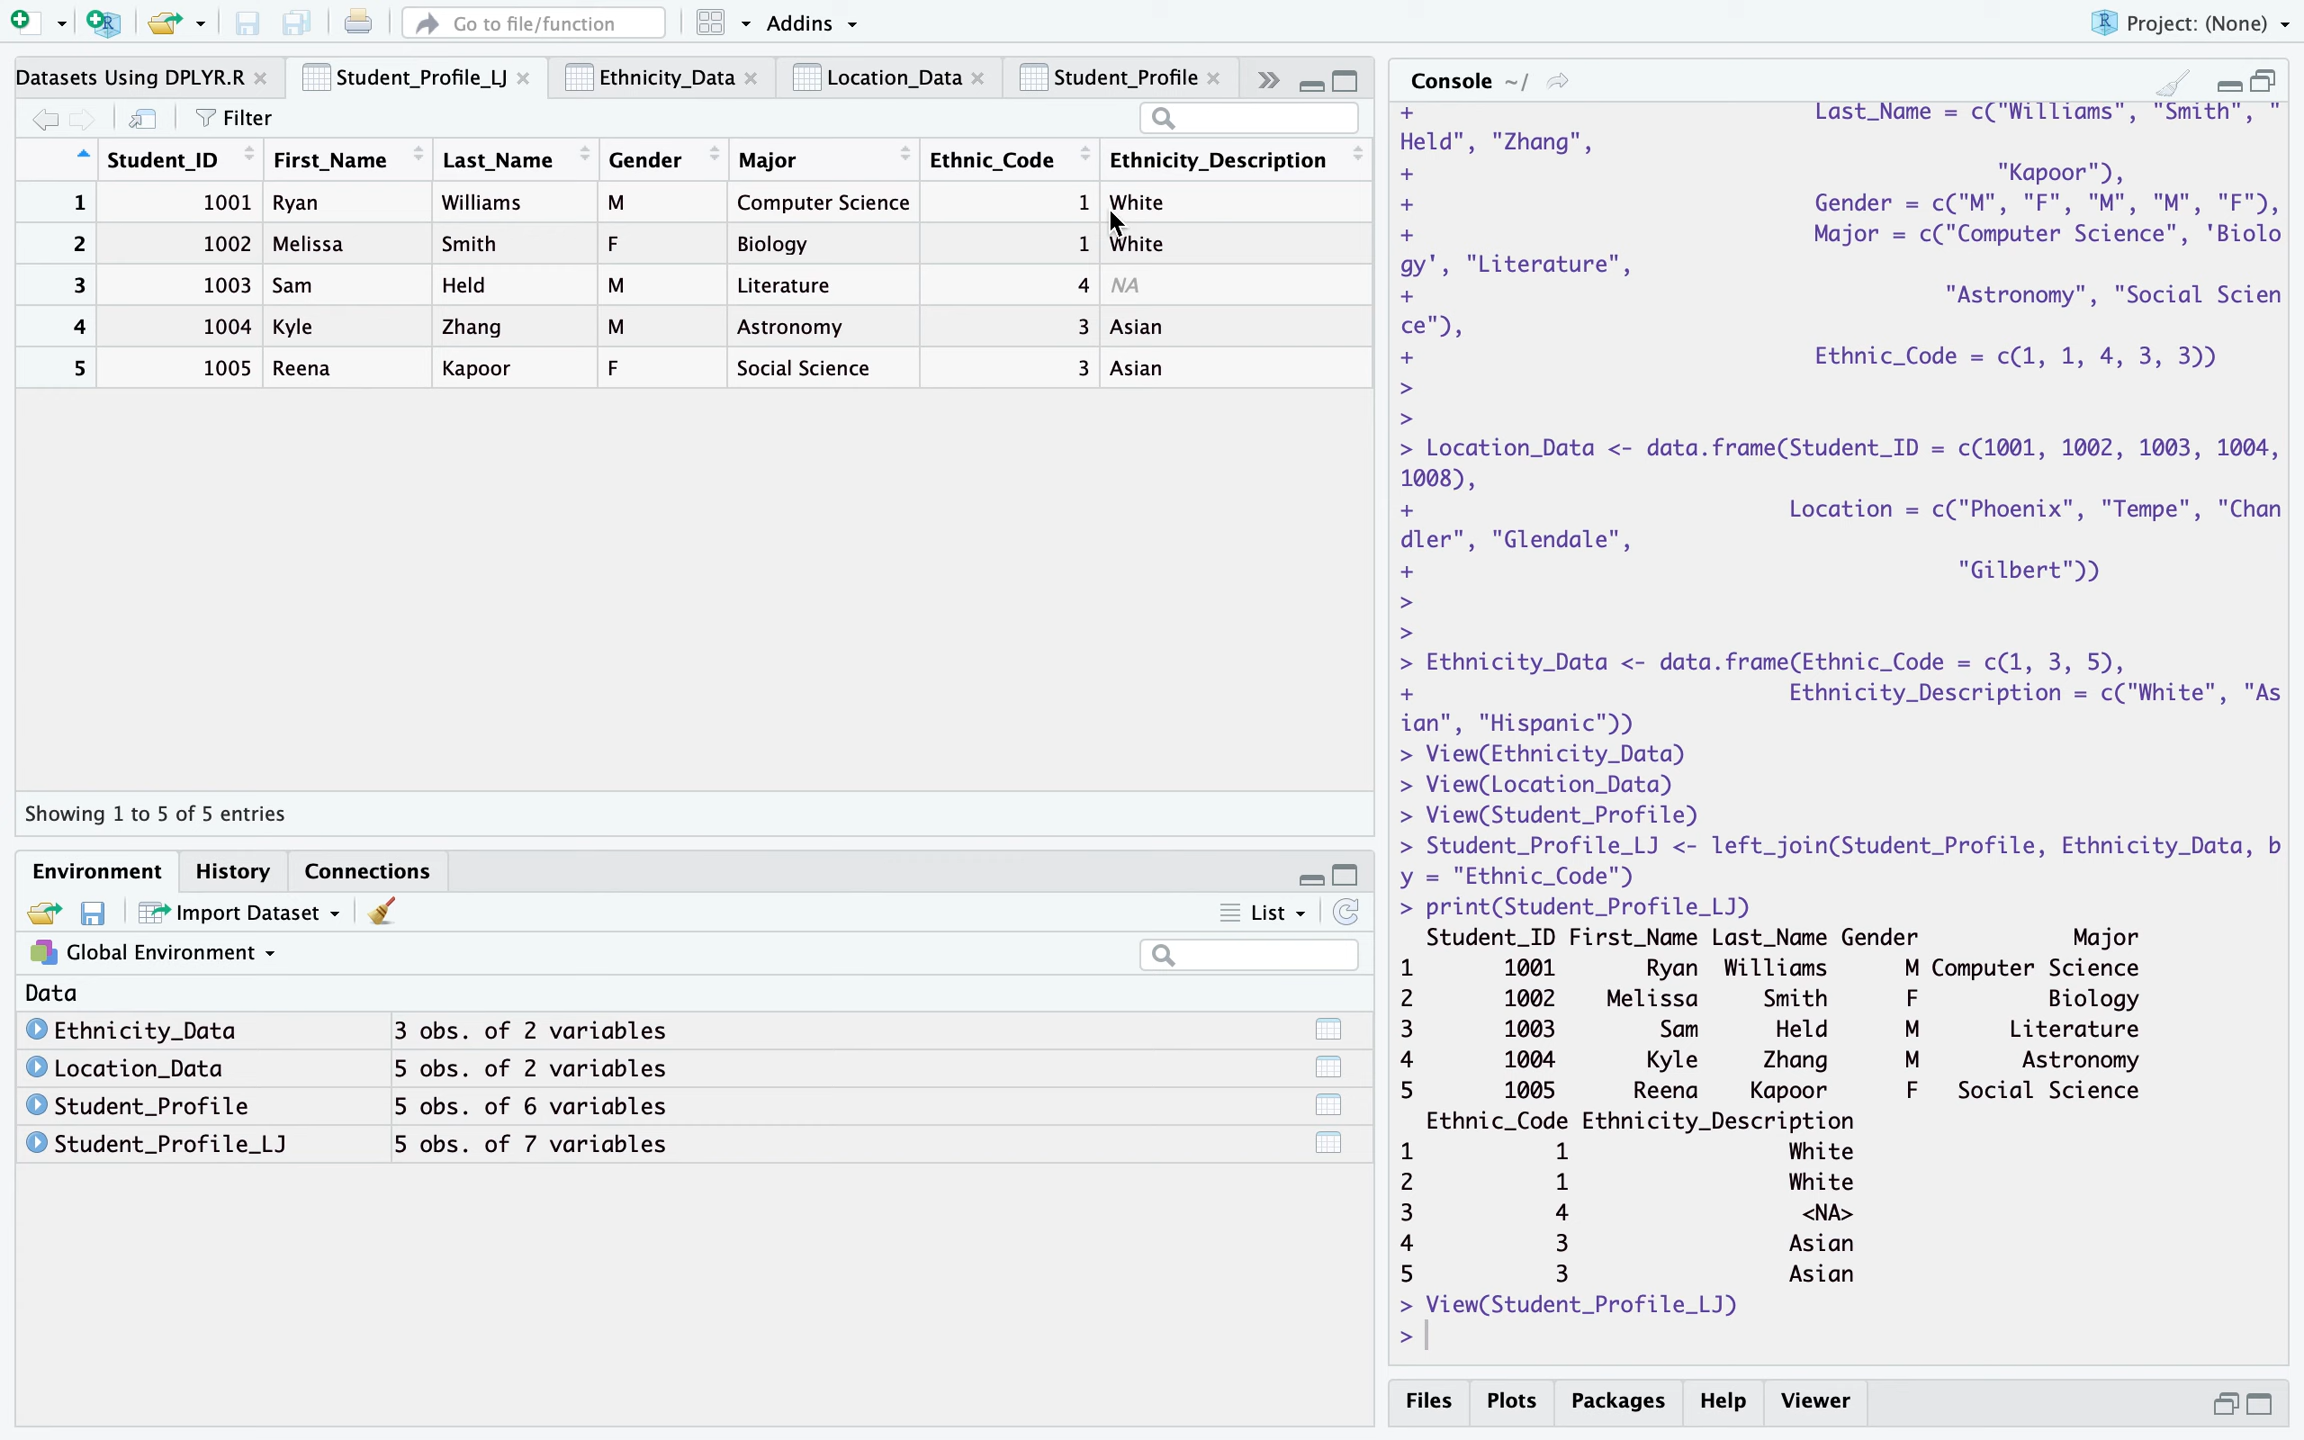 Go to file/function
Addins
Project: (None)
Datasets Using DPLYR.R
Student_Profile_LJ
Ethnicity_Data
Location_Data
Student_Profile
Filter
Student_ID First_Name Last_Name Gender Major Ethnic_Code Ethnicity_Description
1 1001 Ryan Williams M Computer Science 1 White
2 1002 Melissa Smith F Biology 1 White
3 1003 Sam Held M Literature 4 NA
4 1004 Kyle Zhang M Astronomy 3 Asian
5 1005 Reena Kapoor F Social Science 3 Asian
Showing 1 to 5 of 5 entries
Environment History Connections
Import Dataset
List
Global Environment
Data
Ethnicity_Data 3 obs. of 2 variables
Location_Data 5 obs. of 2 variables
Student_Profile 5 obs. of 6 variables
Student_Profile_LJ 5 obs. of 7 variables
Console ~/
+ Last_Name = c("Williams", "Smith", "
Held", "Zhang",
+ "Kapoor"),
+ Gender = c("M", "F", "M", "M", "F"),
+ Major = c("Computer Science", 'Biolo
gy', "Literature",
+ "Astronomy", "Social Scien
ce"),
+ Ethnic_Code = c(1, 1, 4, 3, 3))
>
>
> Location_Data <- data.frame(Student_ID = c(1001, 1002, 1003, 1004,
1008),
+ Location = c("Phoenix", "Tempe", "Chan
dler", "Glendale",
+ "Gilbert"))
>
>
> Ethnicity_Data <- data.frame(Ethnic_Code = c(1, 3, 5),
+ Ethnicity_Description = c("White", "As
ian", "Hispanic"))
> View(Ethnicity_Data)
> View(Location_Data)
> View(Student_Profile)
> Student_Profile_LJ <- left_join(Student_Profile, Ethnicity_Data, b
y = "Ethnic_Code")
> print(Student_Profile_LJ)
Student_ID First_Name Last_Name Gender Major
1 1001 Ryan Williams M Computer Science
2 1002 Melissa Smith F Biology
3 1003 Sam Held M Literature
4 1004 Kyle Zhang M Astronomy
5 1005 Reena Kapoor F Social Science
Ethnic_Code Ethnicity_Description
1 1 White
2 1 White
3 4 <NA>
4 3 Asian
5 3 Asian
> View(Student_Profile_LJ)
>
Files Plots Packages Help Viewer